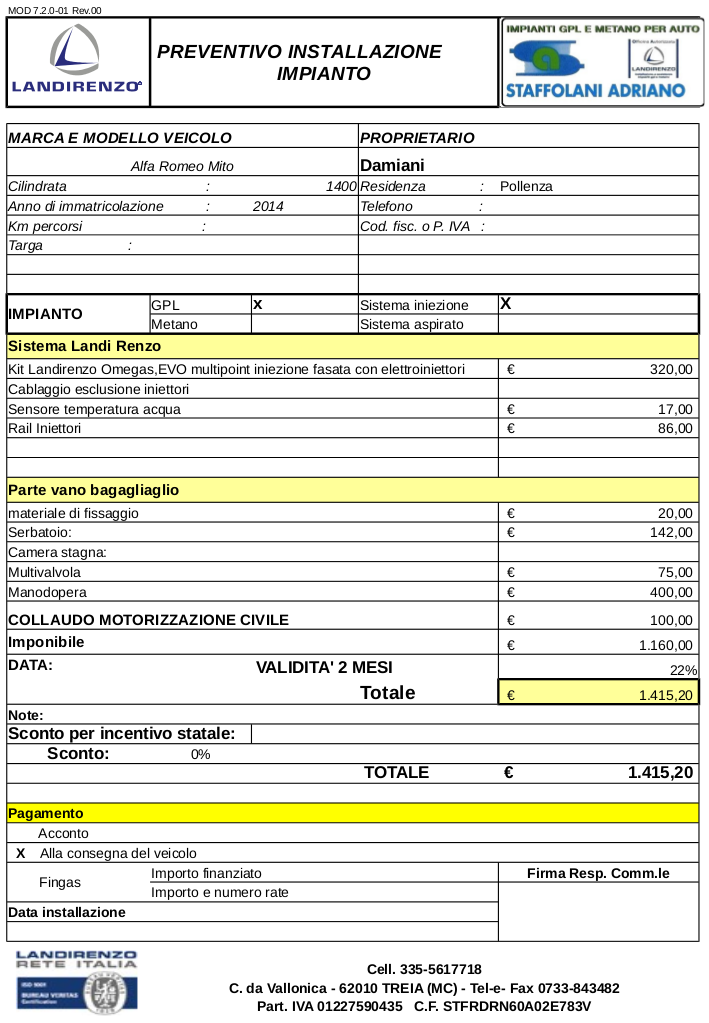 MOD 7.2.0-01 Rev.00
LANDIRENZO
PREVENTIVO INSTALLAZIONE
IMPIANTO
IMPIANTI GPL E METANO PER AUTO
Officina Autorizzata
LANDIRENZO
STAFFOLANI ADRIANO
MARCA E MODELLO VEICOLO PROPRIETARIO
Alfa Romeo Mito Damiani
Cilindrata : 1400 Residenza : Pollenza
Anno di immatricolazione : 2014 Telefono :
Km percorsi : Cod. fisc. o P. IVA :
Targa :
IMPIANTO GPL X Sistema iniezione X
Metano Sistema aspirato
Sistema Landi Renzo
Kit Landirenzo Omegas,EVO multipoint iniezione fasata con elettroiniettori € 320,00
Cablaggio esclusione iniettori
Sensore temperatura acqua € 17,00
Rail Iniettori € 86,00
Parte vano bagagliaglio
materiale di fissaggio € 20,00
Serbatoio: € 142,00
Camera stagna:
Multivalvola € 75,00
Manodopera € 400,00
COLLAUDO MOTORIZZAZIONE CIVILE € 100,00
Imponibile € 1.160,00
DATA: VALIDITA' 2 MESI 22%
Totale € 1.415,20
Note:
Sconto per incentivo statale:
Sconto: 0%
TOTALE € 1.415,20
Pagamento
Acconto
X Alla consegna del veicolo
Fingas Importo finanziato Firma Resp. Comm.le
Importo e numero rate
Data installazione
LANDIRENZO
RETE ITALIA
ISO 9001
BUREAU VERITAS
Certification
Cell. 335-5617718
C. da Vallonica - 62010 TREIA (MC) - Tel-e- Fax 0733-843482
Part. IVA 01227590435 C.F. STFRDRN60A02E783V